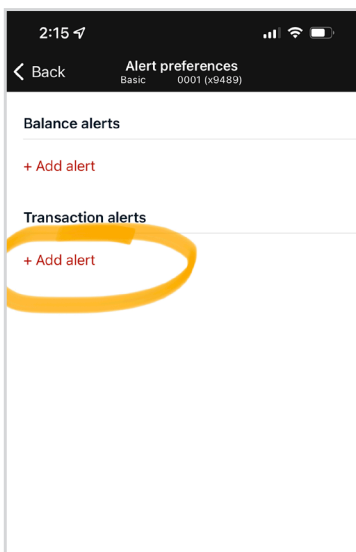 2:15
Back
Alert preferences
Basic 0001 (x9489)
Balance alerts
+ Add alert
Transaction alerts
+ Add alert